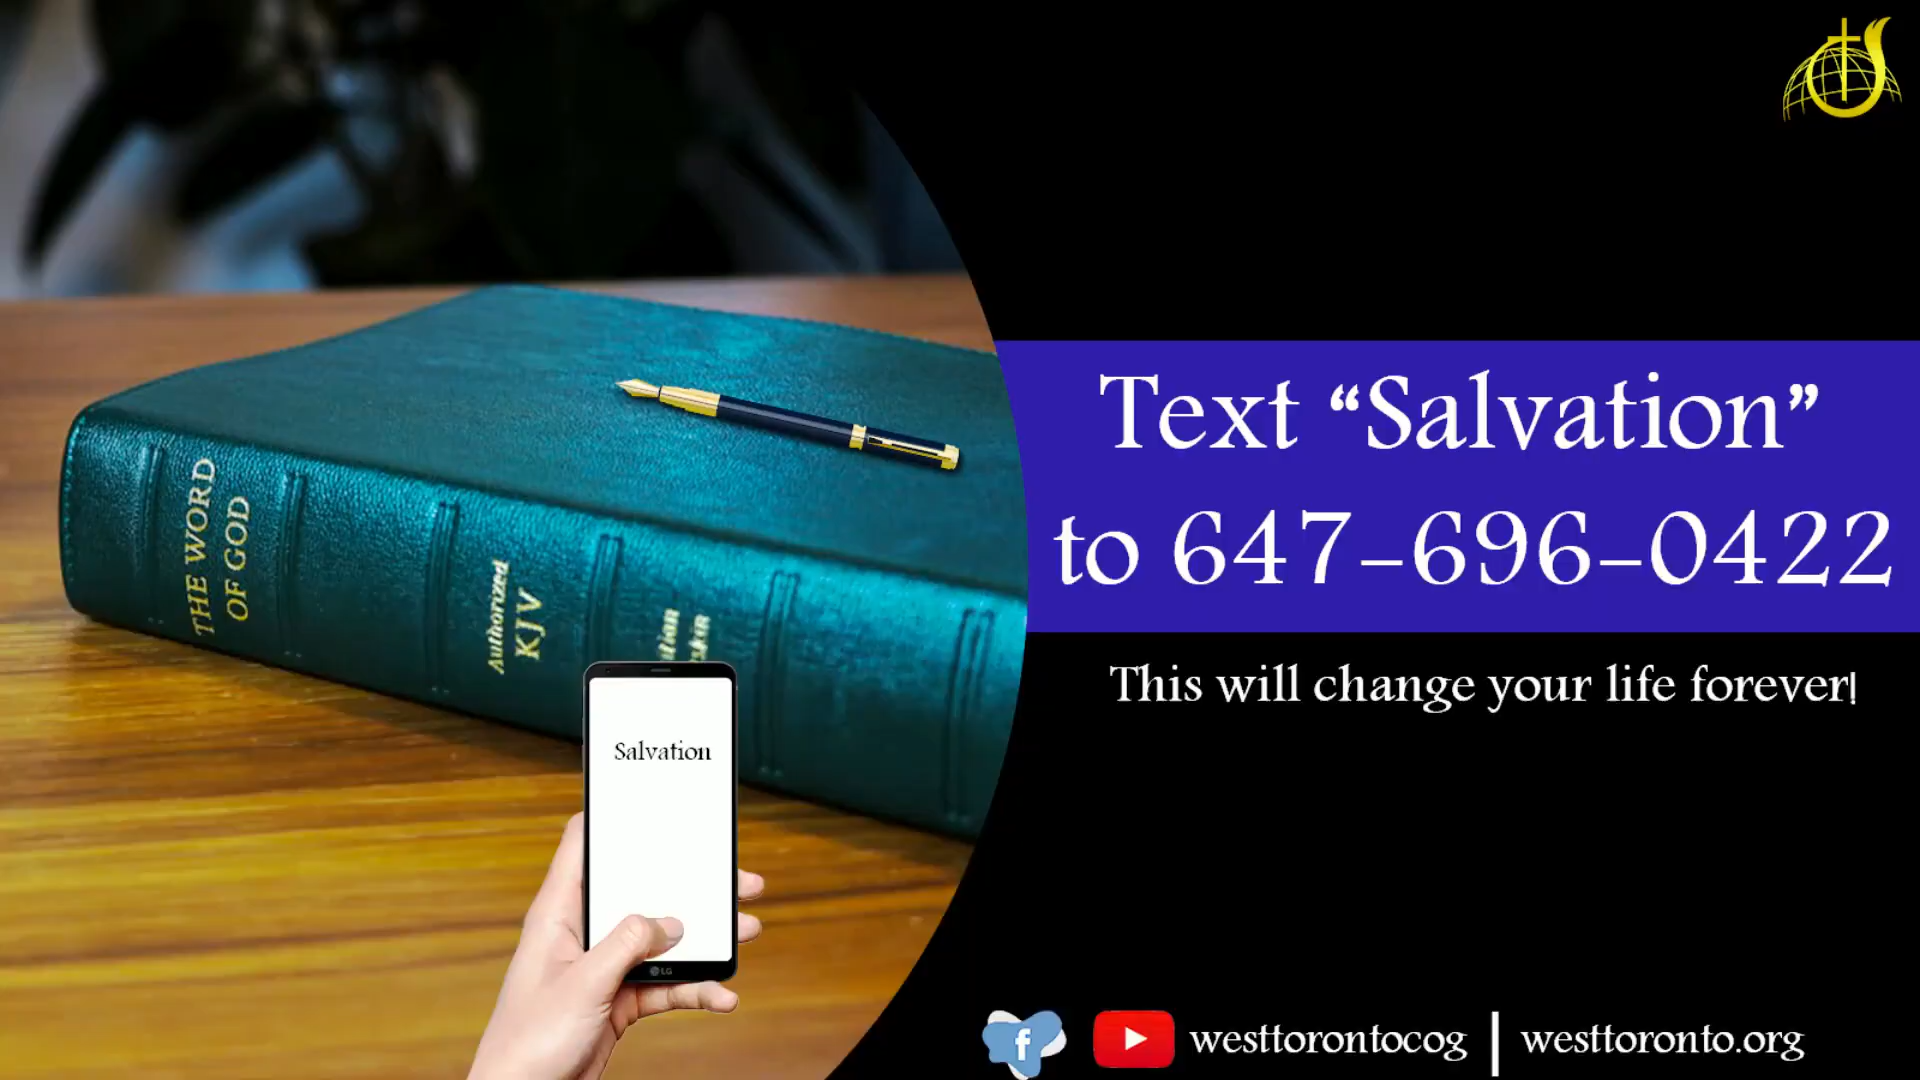 THE WORD
OF GOD
Authorized
KJV
Salvation
LG
Text “Salvation”
to 647-696-0422
This will change your life forever!
f
westtorontocog | westtoronto.org